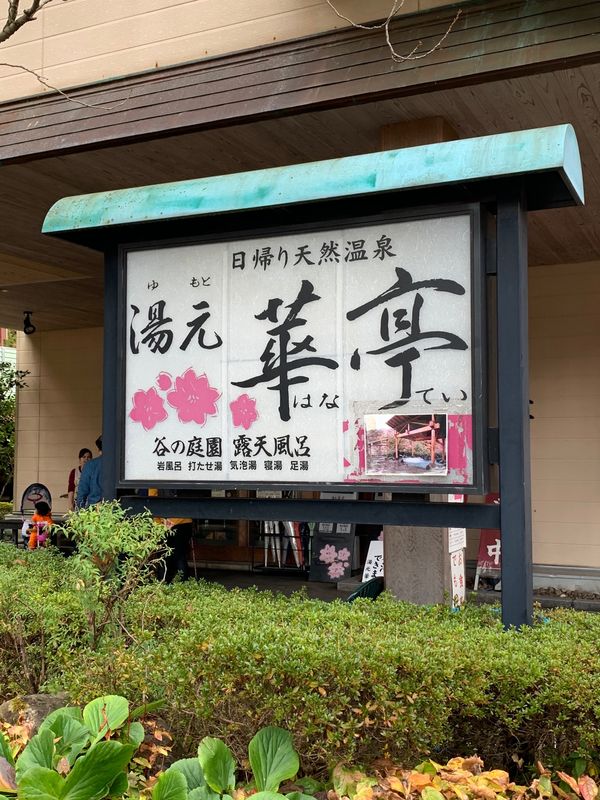 日帰り天然温泉
ゆ もと
湯元 華亭
はな てい
谷の庭園 露天風呂
岩風呂 打たせ湯 気泡湯 寝湯 足湯
中